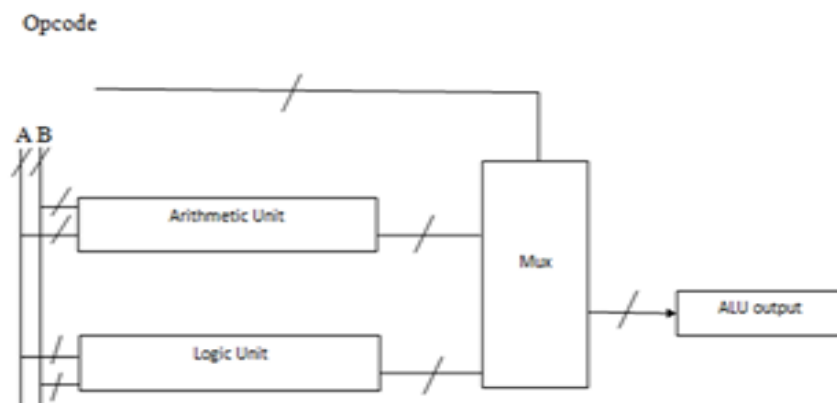 Opcode
A B
Arithmetic Unit
Mux
ALU output
Logic Unit